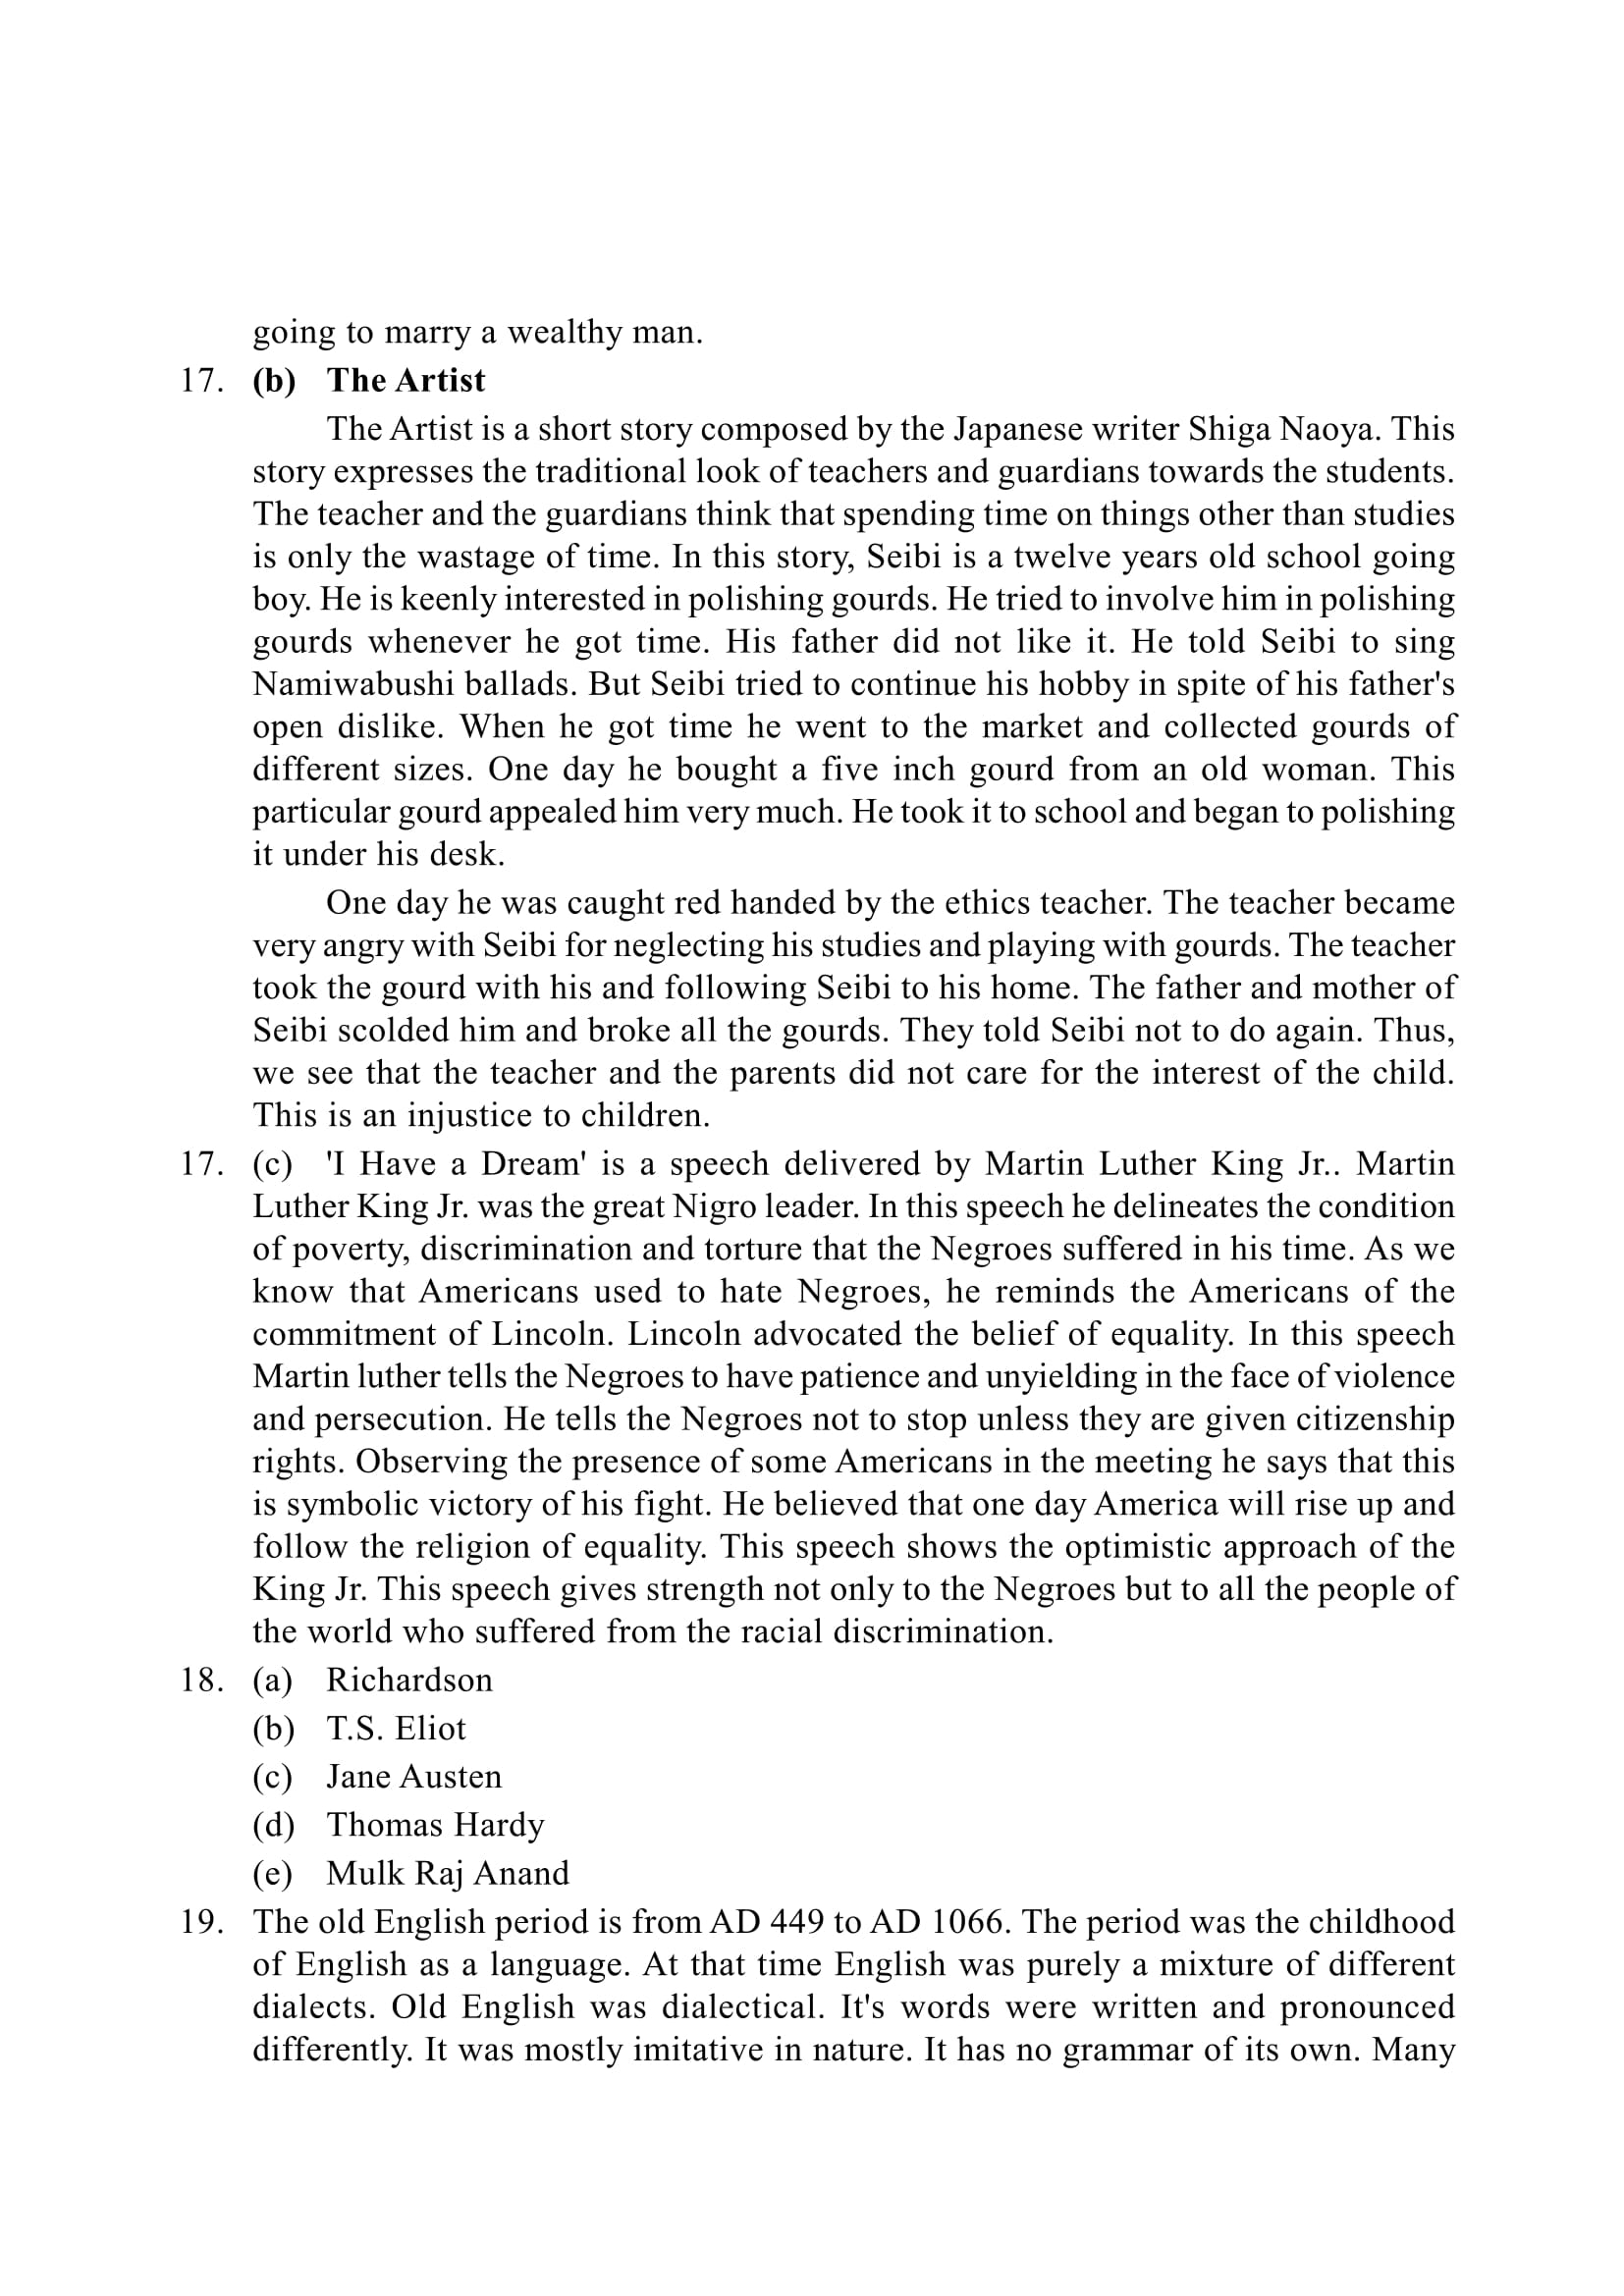 going to marry a wealthy man.
17. (b) The Artist
The Artist is a short story composed by the Japanese writer Shiga Naoya. This
story expresses the traditional look of teachers and guardians towards the students.
The teacher and the guardians think that spending time on things other than studies
is only the wastage of time. In this story, Seibi is a twelve years old school going
boy. He is keenly interested in polishing gourds. He tried to involve him in polishing
gourds whenever he got time. His father did not like it. He told Seibi to sing
Namiwabushi ballads. But Seibi tried to continue his hobby in spite of his father's
open dislike. When he got time he went to the market and collected gourds of
different sizes. One day he bought a five inch gourd from an old woman. This
particular gourd appealed him very much. He took it to school and began to polishing
it under his desk.
One day he was caught red handed by the ethics teacher. The teacher became
very angry with Seibi for neglecting his studies and playing with gourds. The teacher
took the gourd with his and following Seibi to his home. The father and mother of
Seibi scolded him and broke all the gourds. They told Seibi not to do again. Thus,
we see that the teacher and the parents did not care for the interest of the child.
This is an injustice to children.
17. (c) 'I Have a Dream' is a speech delivered by Martin Luther King Jr.. Martin
Luther King Jr. was the great Nigro leader. In this speech he delineates the condition
of poverty, discrimination and torture that the Negroes suffered in his time. As we
know that Americans used to hate Negroes, he reminds the Americans of the
commitment of Lincoln. Lincoln advocated the belief of equality. In this speech
Martin luther tells the Negroes to have patience and unyielding in the face of violence
and persecution. He tells the Negroes not to stop unless they are given citizenship
rights. Observing the presence of some Americans in the meeting he says that this
is symbolic victory of his fight. He believed that one day America will rise up and
follow the religion of equality. This speech shows the optimistic approach of the
King Jr. This speech gives strength not only to the Negroes but to all the people of
the world who suffered from the racial discrimination.
18. (a) Richardson
(b) T.S. Eliot
(c) Jane Austen
(d) Thomas Hardy
(e) Mulk Raj Anand
19. The old English period is from AD 449 to AD 1066. The period was the childhood
of English as a language. At that time English was purely a mixture of different
dialects. Old English was dialectical. It's words were written and pronounced
differently. It was mostly imitative in nature. It has no grammar of its own. Many